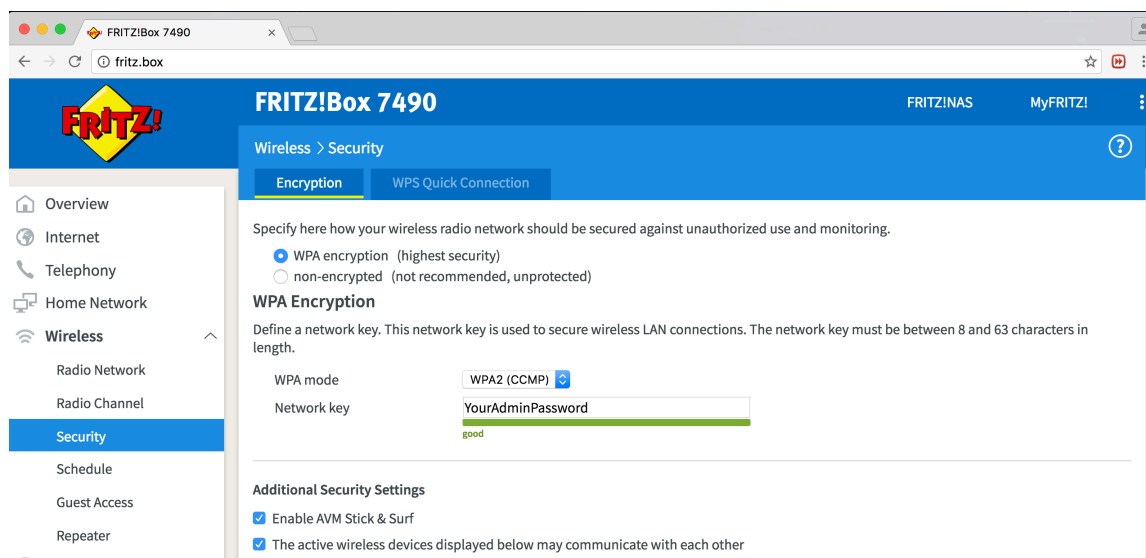 FRITZ!Box 7490
fritz.box
FRITZ!
FRITZ!Box 7490
FRITZ!NAS
MyFRITZ!
Wireless > Security
?
Encryption
WPS Quick Connection
Overview
Internet
Telephony
Home Network
Wireless
Radio Network
Radio Channel
Security
Schedule
Guest Access
Repeater
Specify here how your wireless radio network should be secured against unauthorized use and monitoring.
WPA encryption (highest security)
non-encrypted (not recommended, unprotected)
WPA Encryption
Define a network key. This network key is used to secure wireless LAN connections. The network key must be between 8 and 63 characters in
length.
WPA mode
WPA2 (CCMP)
Network key
YourAdminPassword
good
Additional Security Settings
Enable AVM Stick & Surf
The active wireless devices displayed below may communicate with each other